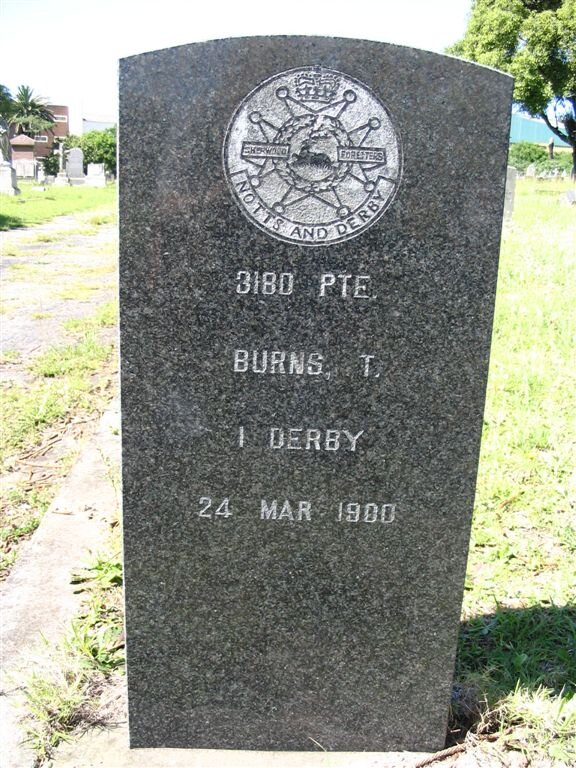 SHERWOOD FORESTERS
NOTTS AND DERBY
3180 PTE.
BURNS, T.
1 DERBY
24 MAR 1900